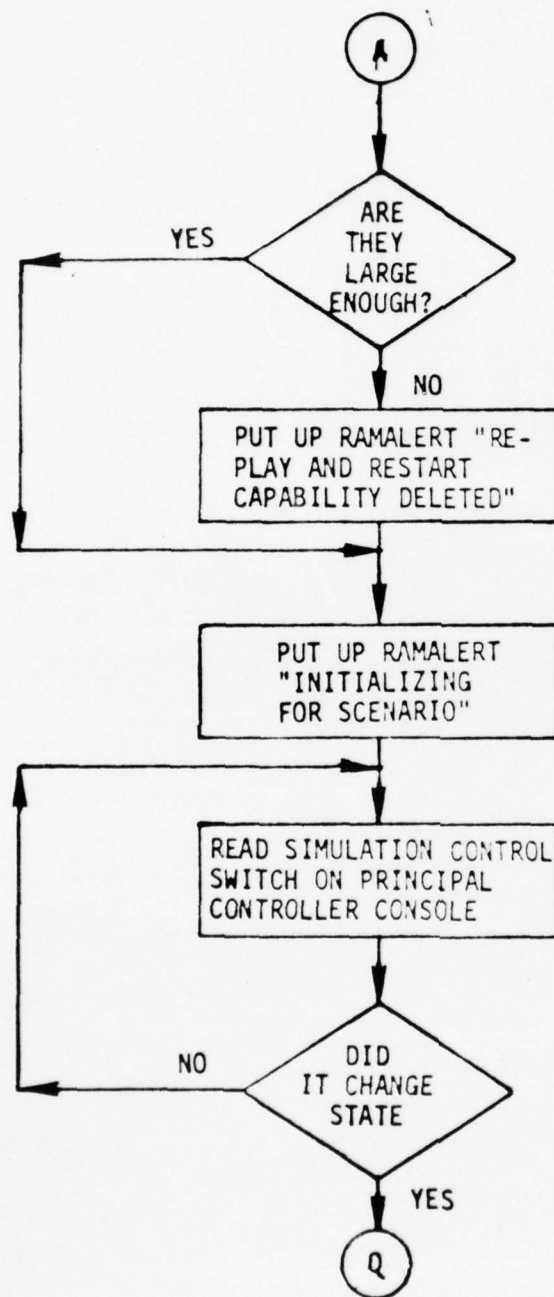 A
ARE
THEY
LARGE
ENOUGH?
YES
NO
PUT UP RAMALERT "RE-
PLAY AND RESTART
CAPABILITY DELETED"
PUT UP RAMALERT
"INITIALIZING
FOR SCENARIO"
READ SIMULATION CONTROL
SWITCH ON PRINCIPAL
CONTROLLER CONSOLE
DID
IT CHANGE
STATE
NO
YES
Q